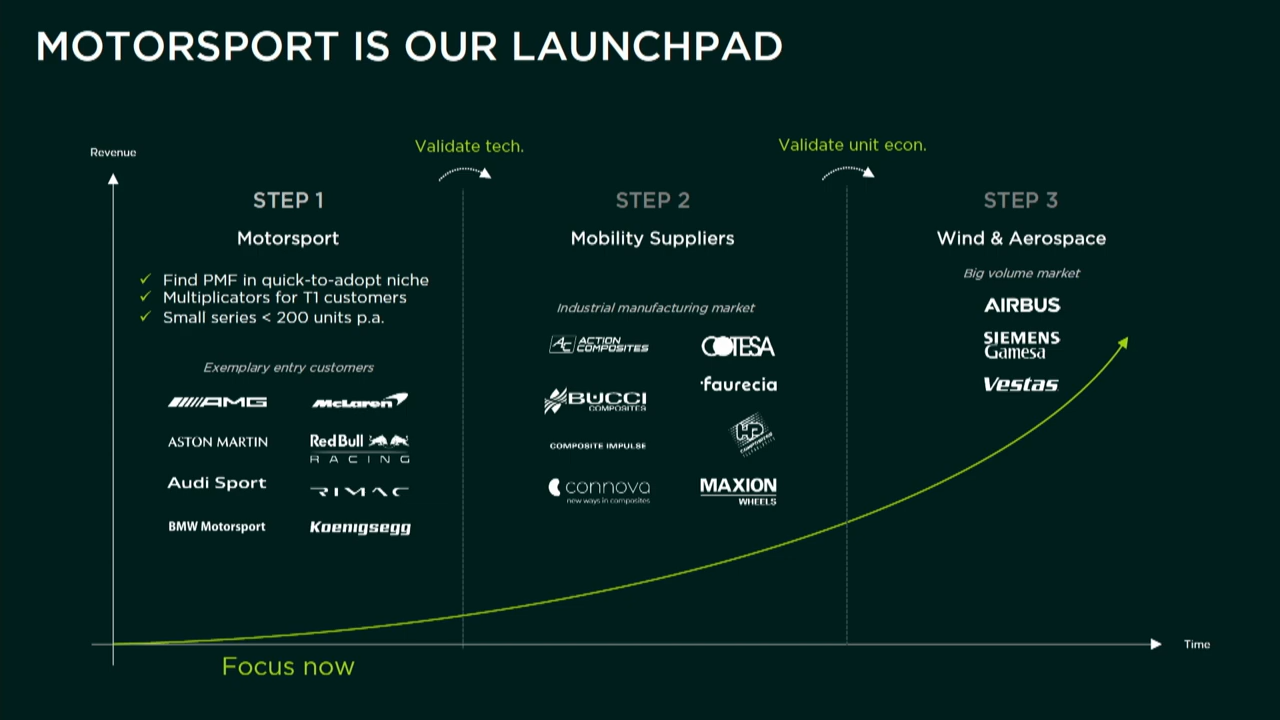 MOTORSPORT IS OUR LAUNCHPAD
Revenue
Validate tech.
Validate unit econ.
STEP 1
Motorsport
✓ Find PMF in quick-to-adopt niche
✓ Multiplicators for T1 customers
✓ Small series < 200 units p.a.
Exemplary entry customers
AMG
McLaren
ASTON MARTIN
Red Bull
RACING
Audi Sport
RIMAC
BMW Motorsport
Koenigsegg
STEP 2
Mobility Suppliers
Industrial manufacturing market
AC ACTION
COMPOSITES
COTESA
BUCCI
COMPOSITES
faurecia
COMPOSITE IMPULSE
HP
COMPOSITES
connova
new ways in composites
MAXION
WHEELS
STEP 3
Wind & Aerospace
Big volume market
AIRBUS
SIEMENS
Gamesa
Vestas
Time
Focus now